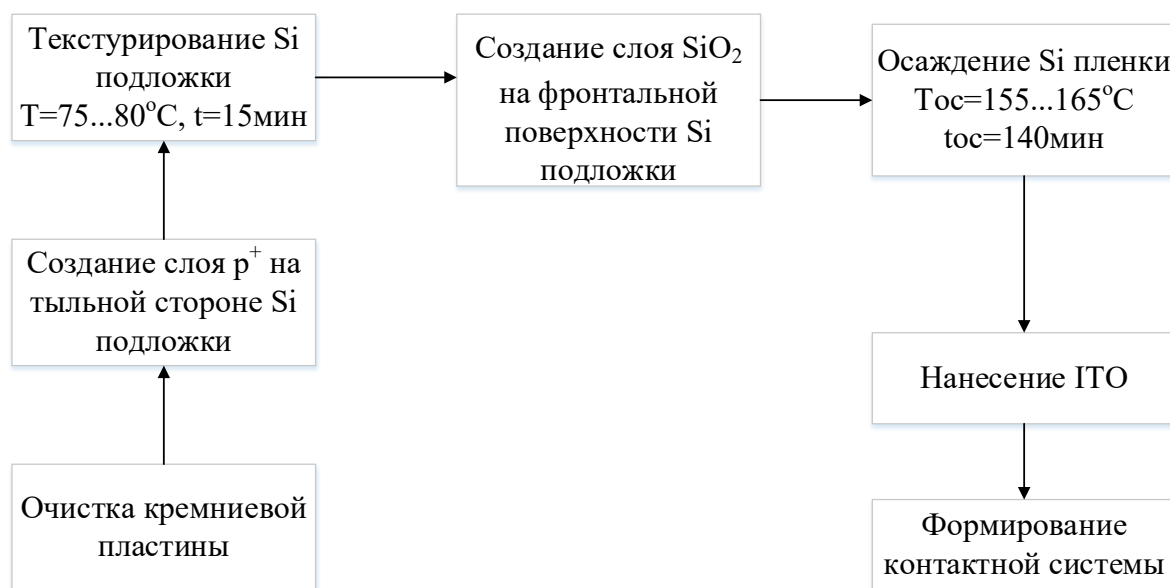 Текстурирование Si
подложки
T=75...80°C, t=15мин
Создание слоя SiO₂
на фронтальной
поверхности Si
подложки
Осаждение Si пленки
Тос=155...165°C
tос=140мин
Создание слоя p⁺ на
тыльной стороне Si
подложки
Нанесение ITO
Очистка кремниевой
пластины
Формирование
контактной системы